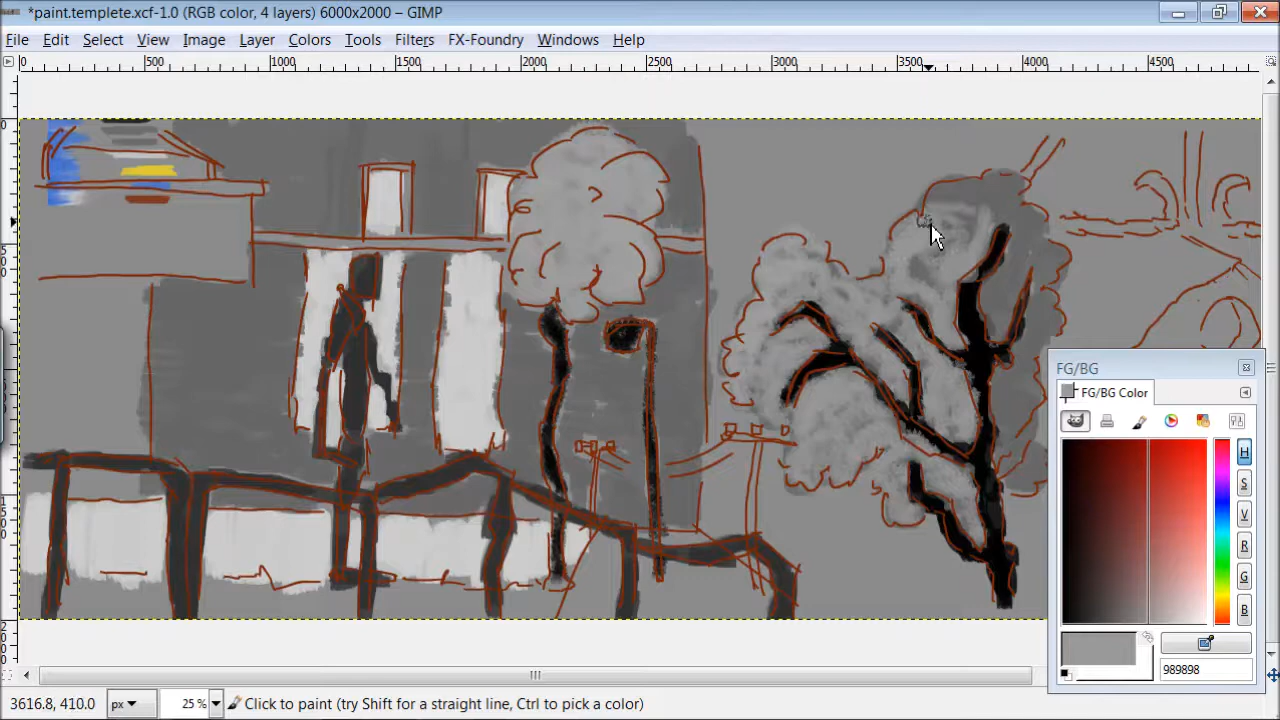 *paint.templete.xcf-1.0 (RGB color, 4 layers) 6000x2000 – GIMP
File Edit Select View Image Layer Colors Tools Filters FX-Foundry Windows Help
0 500 1000 1500 2000 2500 3000 3500 4000 4500
FG/BG
FG/BG Color
H
S
V
R
G
B
989898
3616.8, 410.0 px 25% Click to paint (try Shift for a straight line, Ctrl to pick a color)